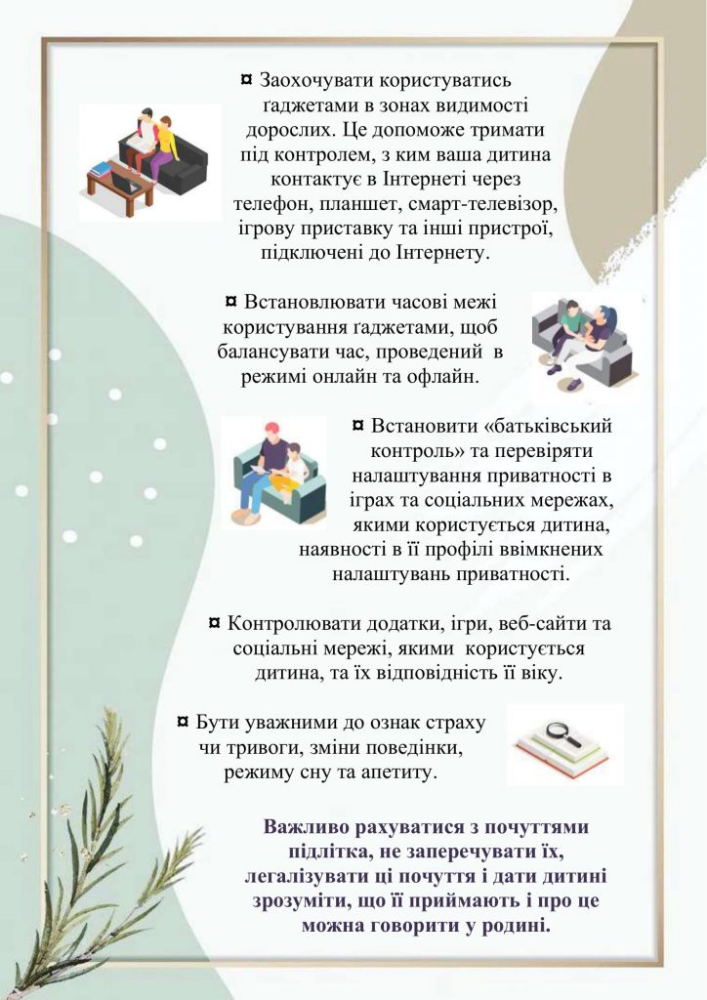 ¤ Заохочувати користуватись
ґаджетами в зонах видимості
дорослих. Це допоможе тримати
під контролем, з ким ваша дитина
контактує в Інтернеті через
телефон, планшет, смарт-телевізор,
ігрову приставку та інші пристрої,
підключені до Інтернету.
¤ Встановлювати часові межі
користування ґаджетами, щоб
балансувати час, проведений в
режимі онлайн та офлайн.
¤ Встановити «батьківський
контроль» та перевіряти
налаштування приватності в
іграх та соціальних мережах,
якими користується дитина,
наявності в її профілі ввімкнених
налаштувань приватності.
¤ Контролювати додатки, ігри, веб-сайти та
соціальні мережі, якими користується
дитина, та їх відповідність її віку.
¤ Бути уважними до ознак страху
чи тривоги, зміни поведінки,
режиму сну та апетиту.
Важливо рахуватися з почуттями
підлітка, не заперечувати їх,
легалізувати ці почуття і дати дитині
зрозуміти, що її приймають і про це
можна говорити у родині.